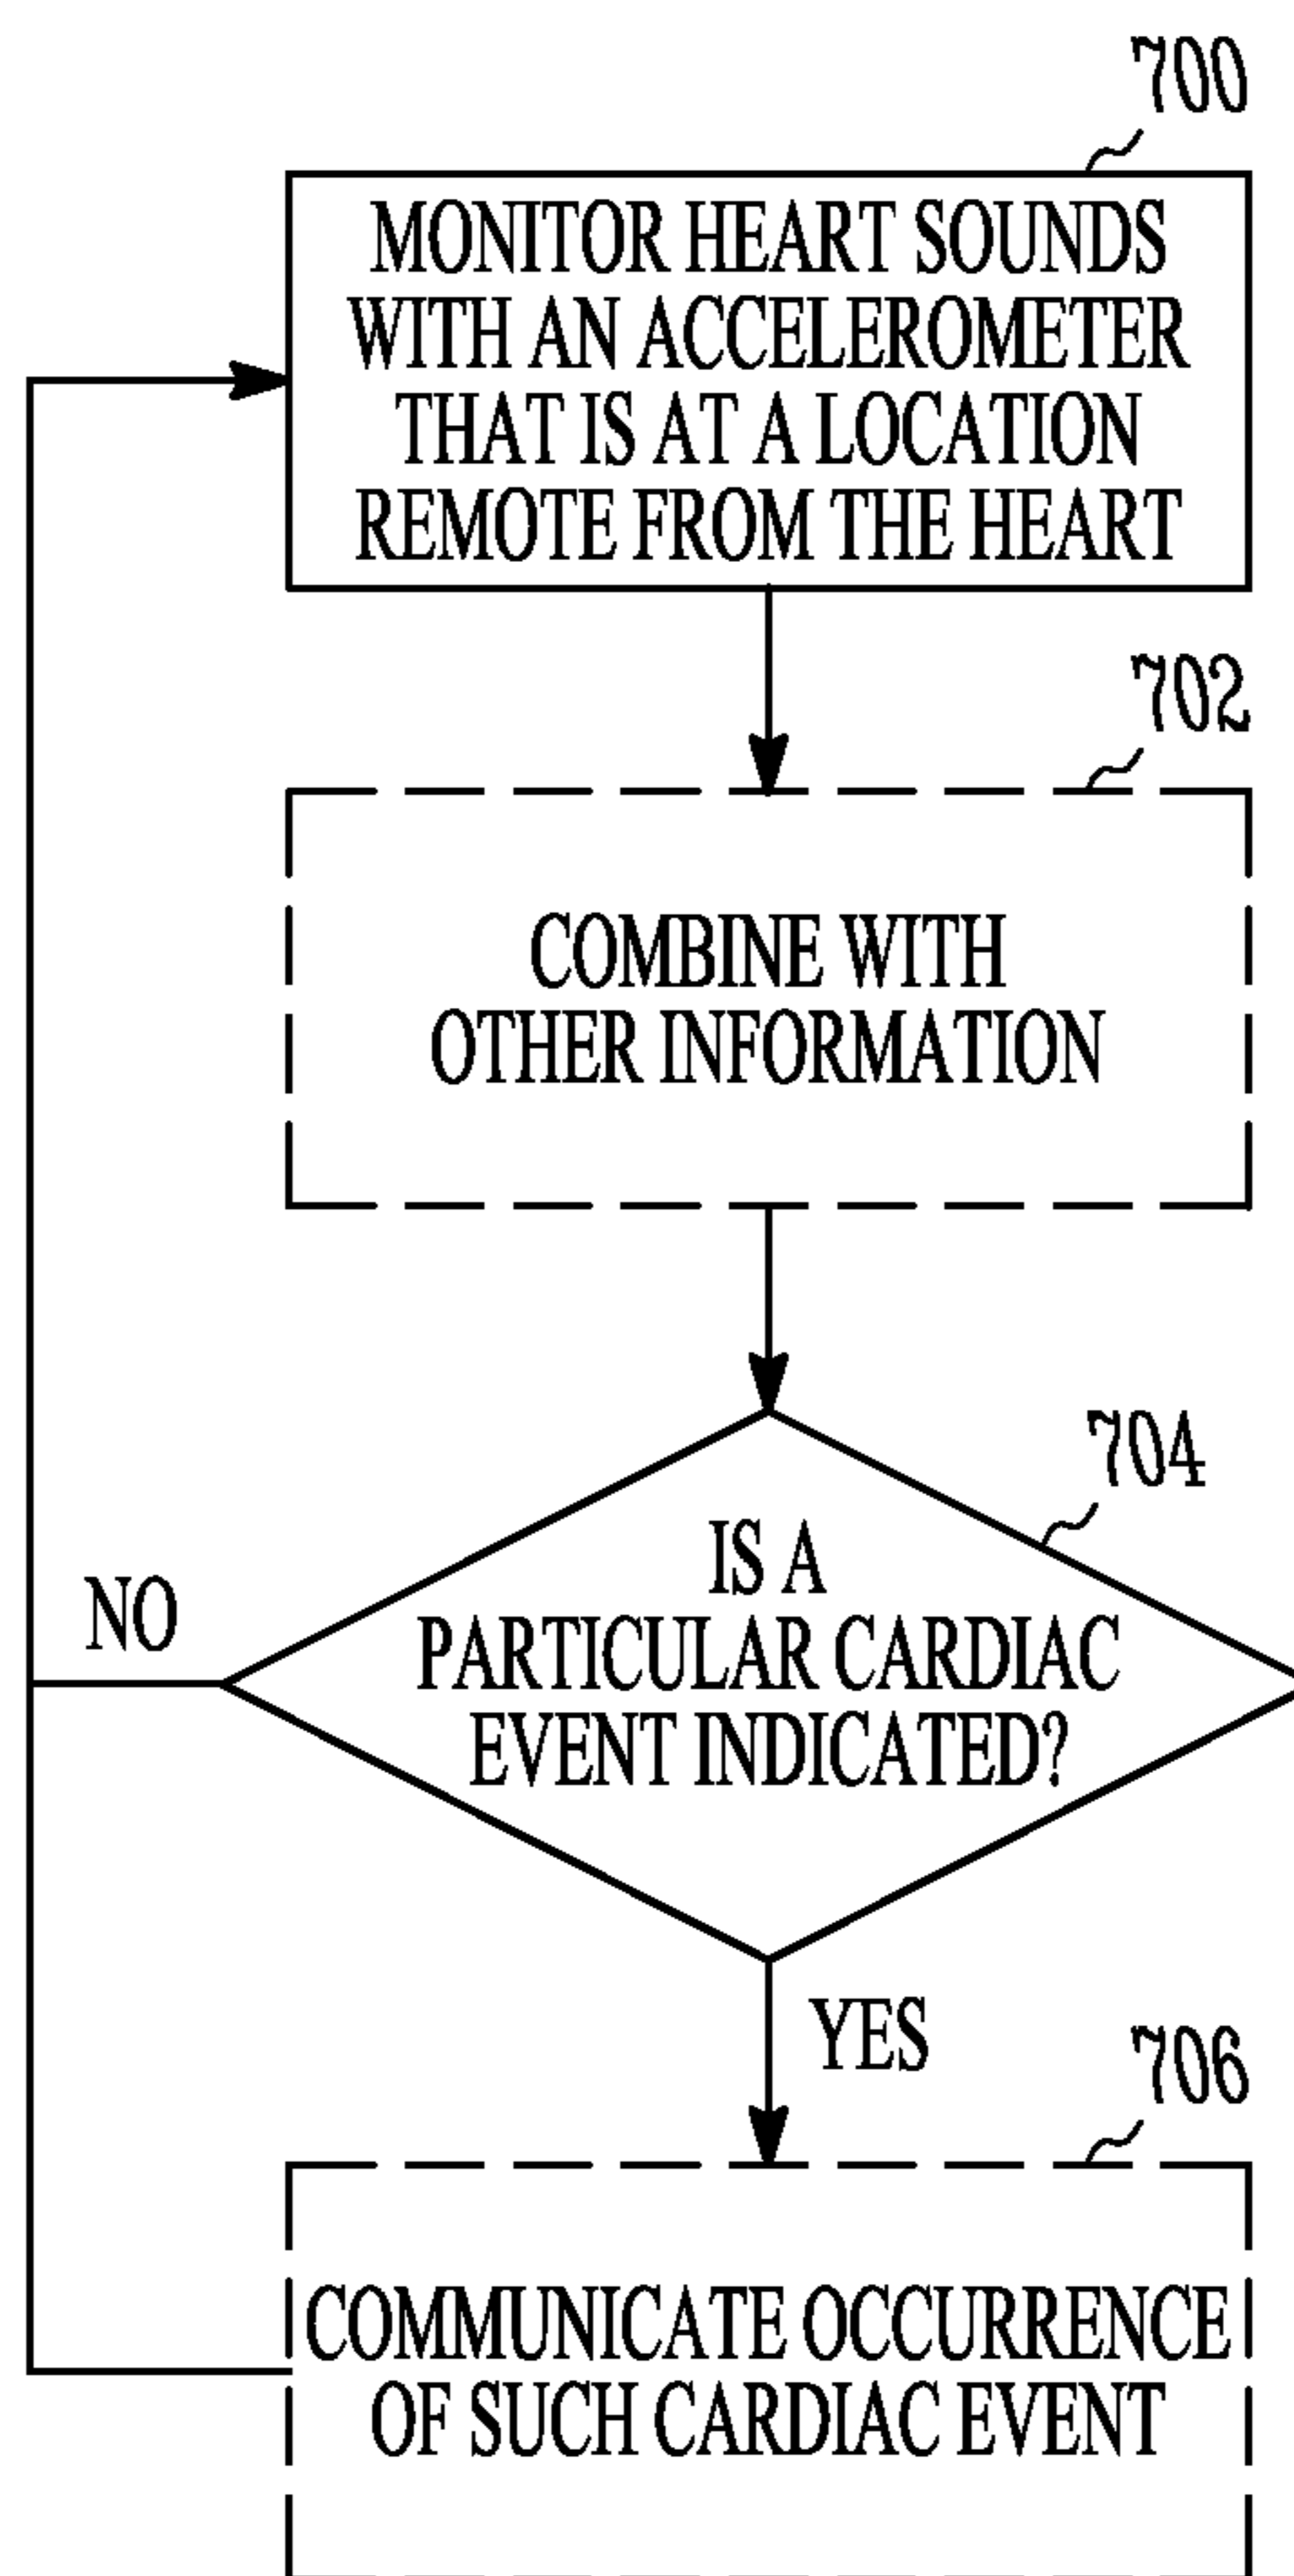 700
MONITOR HEART SOUNDS
WITH AN ACCELEROMETER
THAT IS AT A LOCATION
REMOTE FROM THE HEART
702
COMBINE WITH
OTHER INFORMATION
704
IS A
PARTICULAR CARDIAC
EVENT INDICATED?
NO
YES
706
COMMUNICATE OCCURRENCE
OF SUCH CARDIAC EVENT